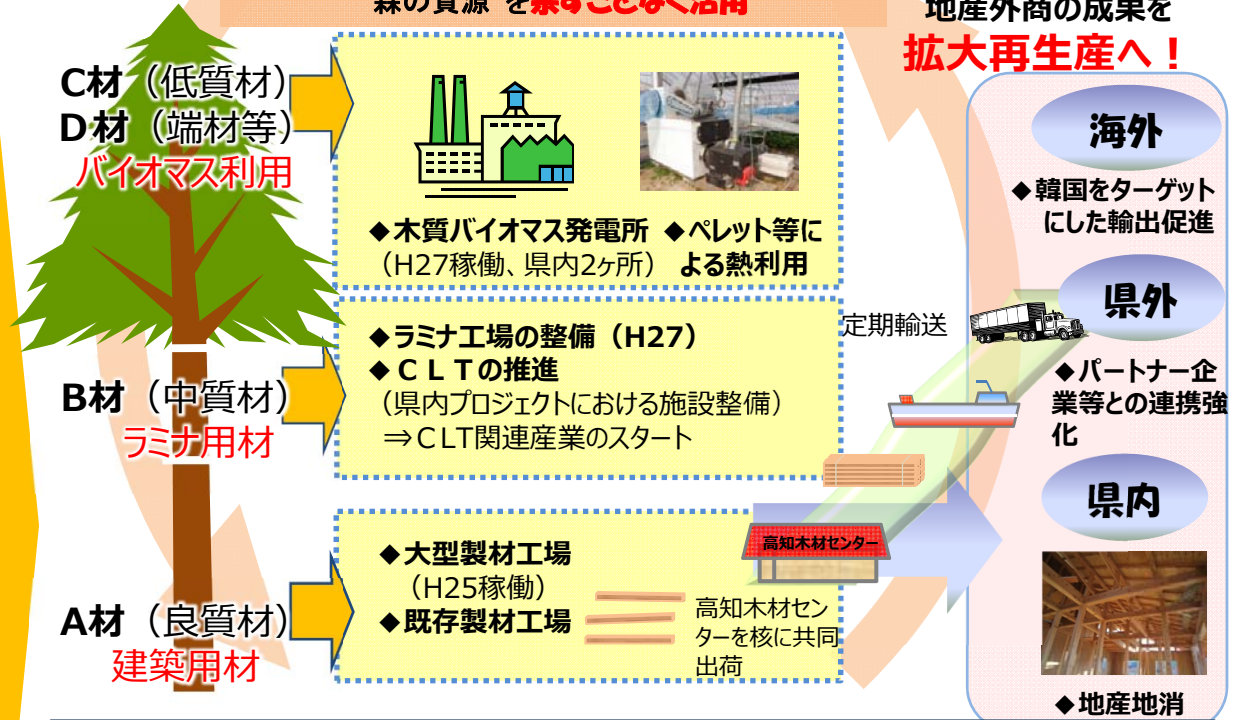 森の資源 を余すことなく活用
地産外商の成果を
拡大再生産へ！
C材（低質材）
D材（端材等）
バイオマス利用
◆木質バイオマス発電所
（H27稼働、県内2ヶ所）
◆ペレット等に
よる熱利用
B材（中質材）
ラミナ用材
◆ラミナ工場の整備（H27）
◆ＣＬＴの推進
（県内プロジェクトにおける施設整備）
⇒ＣＬＴ関連産業のスタート
A材（良質材）
建築用材
◆大型製材工場
（H25稼働）
◆既存製材工場
高知木材セン
ターを核に共同
出荷
高知木材センター
定期輸送
海外
◆韓国をターゲット
にした輸出促進
県外
◆パートナー企
業等との連携強
化
県内
◆地産地消